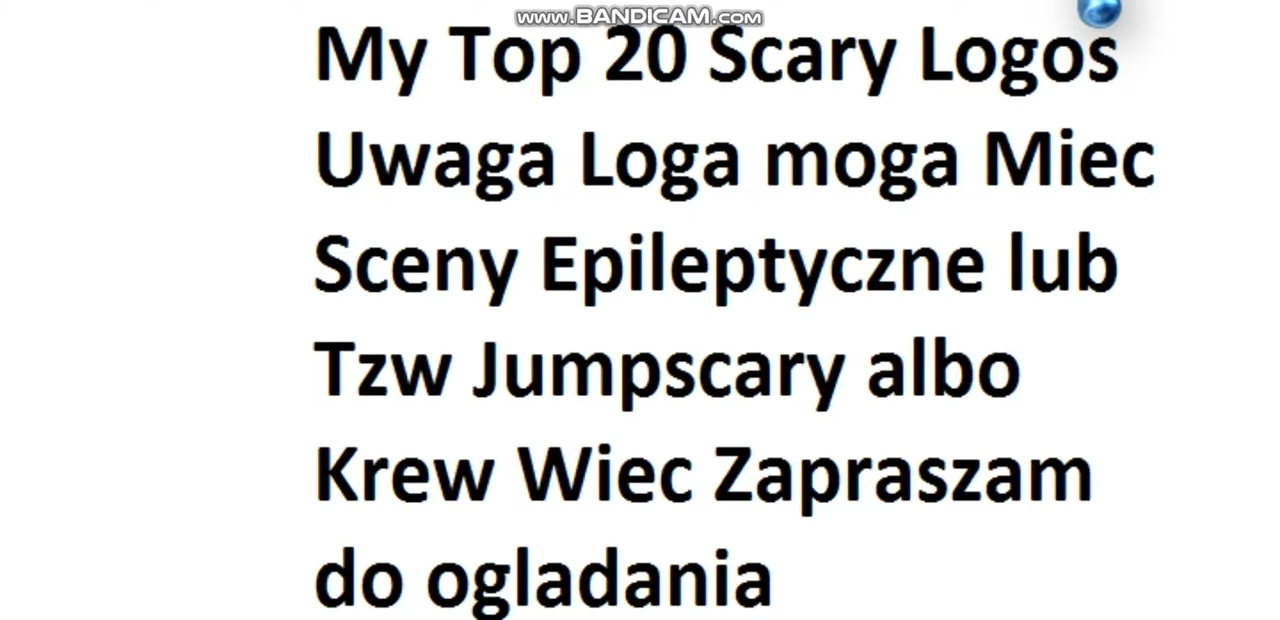 www.BANDICAM.com
My Top 20 Scary Logos
Uwaga Loga moga Miec
Sceny Epileptyczne lub
Tzw Jumpscary albo
Krew Wiec Zapraszam
do ogladania